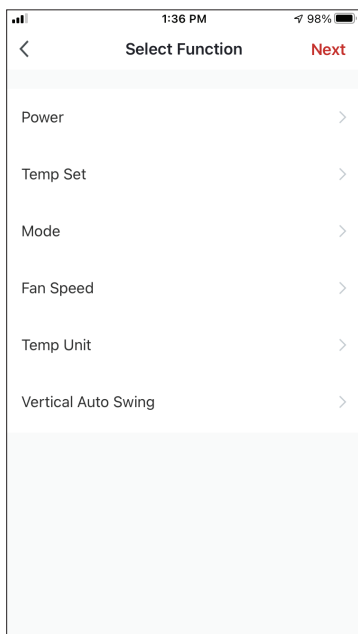 1:36 PM 98%
Select Function Next
Power
Temp Set
Mode
Fan Speed
Temp Unit
Vertical Auto Swing